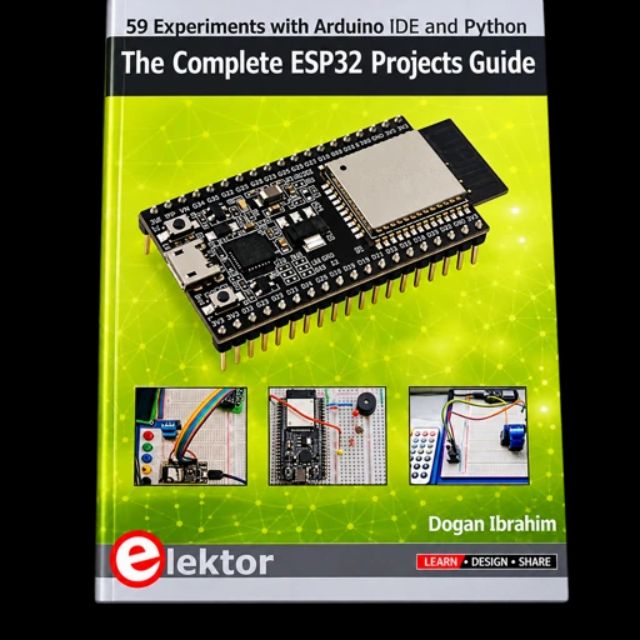 59 Experiments with Arduino IDE and Python
The Complete ESP32 Projects Guide
Dogan Ibrahim
elektor
LEARN • DESIGN • SHARE